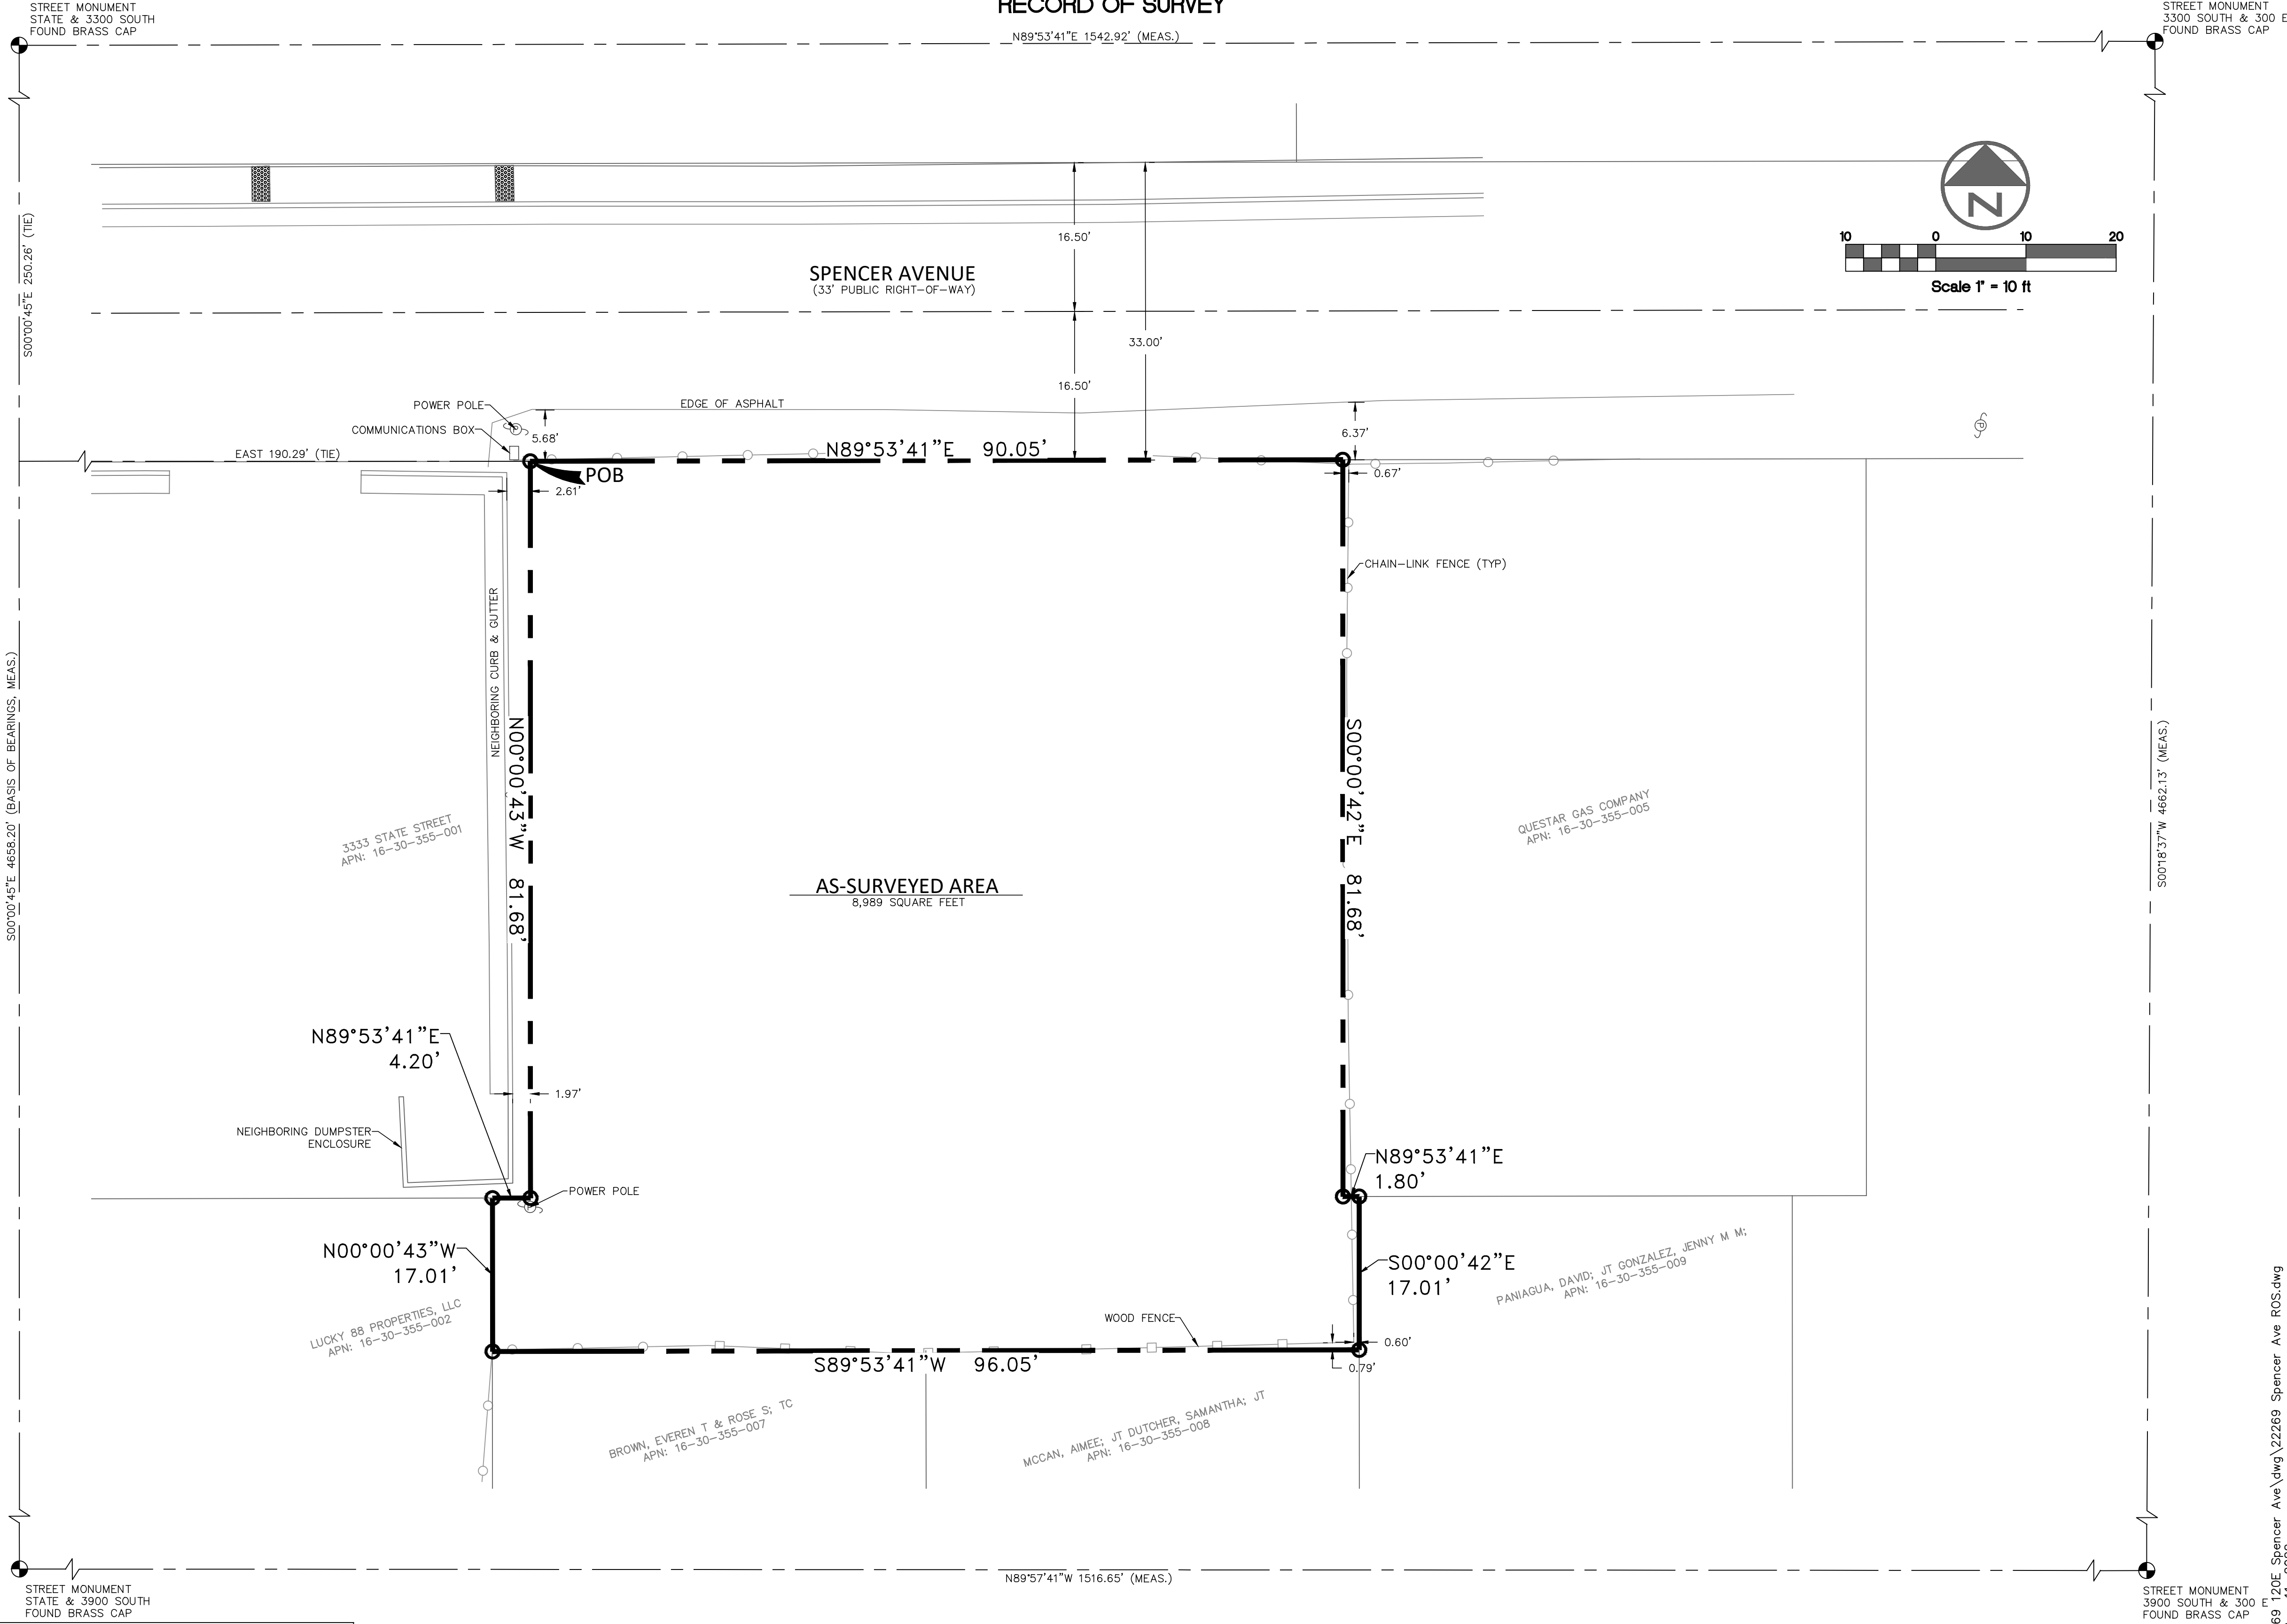 RECORD OF SURVEY
STREET MONUMENT
STATE & 3300 SOUTH
FOUND BRASS CAP
N89°53'41"E 1542.92' (MEAS.)
STREET MONUMENT
3300 SOUTH & 300 E
FOUND BRASS CAP
S00°00'45"E 250.26' (TIE)
16.50'
SPENCER AVENUE
(33' PUBLIC RIGHT-OF-WAY)
33.00'
16.50'
N
10 0 10 20
Scale 1" = 10 ft
POWER POLE
COMMUNICATIONS BOX
EDGE OF ASPHALT
5.68'
6.37'
EAST 190.29' (TIE)
N89°53'41"E 90.05'
POB
2.61'
0.67'
CHAIN-LINK FENCE (TYP)
NEIGHBORING CURB & GUTTER
S00°00'45"E 4658.20' (BASIS OF BEARINGS, MEAS.)
N00°00'43"W 81.68'
S00°00'42"E 81.68'
S00°18'37"W 4662.13' (MEAS.)
3333 STATE STREET
APN: 16-30-355-001
QUESTAR GAS COMPANY
APN: 16-30-355-005
AS-SURVEYED AREA
8,989 SQUARE FEET
N89°53'41"E
4.20'
1.97'
NEIGHBORING DUMPSTER
ENCLOSURE
POWER POLE
N89°53'41"E
1.80'
N00°00'43"W
17.01'
S00°00'42"E
17.01'
LUCKY 88 PROPERTIES, LLC
APN: 16-30-355-002
PANIAGUA, DAVID; JT GONZALEZ, JENNY M M;
APN: 16-30-355-009
WOOD FENCE
0.60'
0.79'
S89°53'41"W 96.05'
BROWN, EVEREN T & ROSE S; TC
APN: 16-30-355-007
MCCAN, AIMEE; JT DUTCHER, SAMANTHA; JT
APN: 16-30-355-008
N89°57'41"W 1516.65' (MEAS.)
STREET MONUMENT
STATE & 3900 SOUTH
FOUND BRASS CAP
STREET MONUMENT
3900 SOUTH & 300 E
FOUND BRASS CAP
69 120E Spencer Ave\dwg\22269 Spencer Ave ROS.dwg